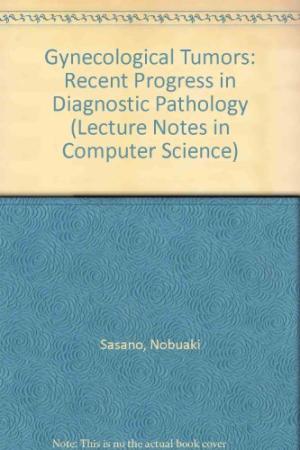 Gynecological Tumors:
Recent Progress in
Diagnostic Pathology
(Lecture Notes in
Computer Science)
Sasano, Nobuaki
Note: This is no the actual book cover